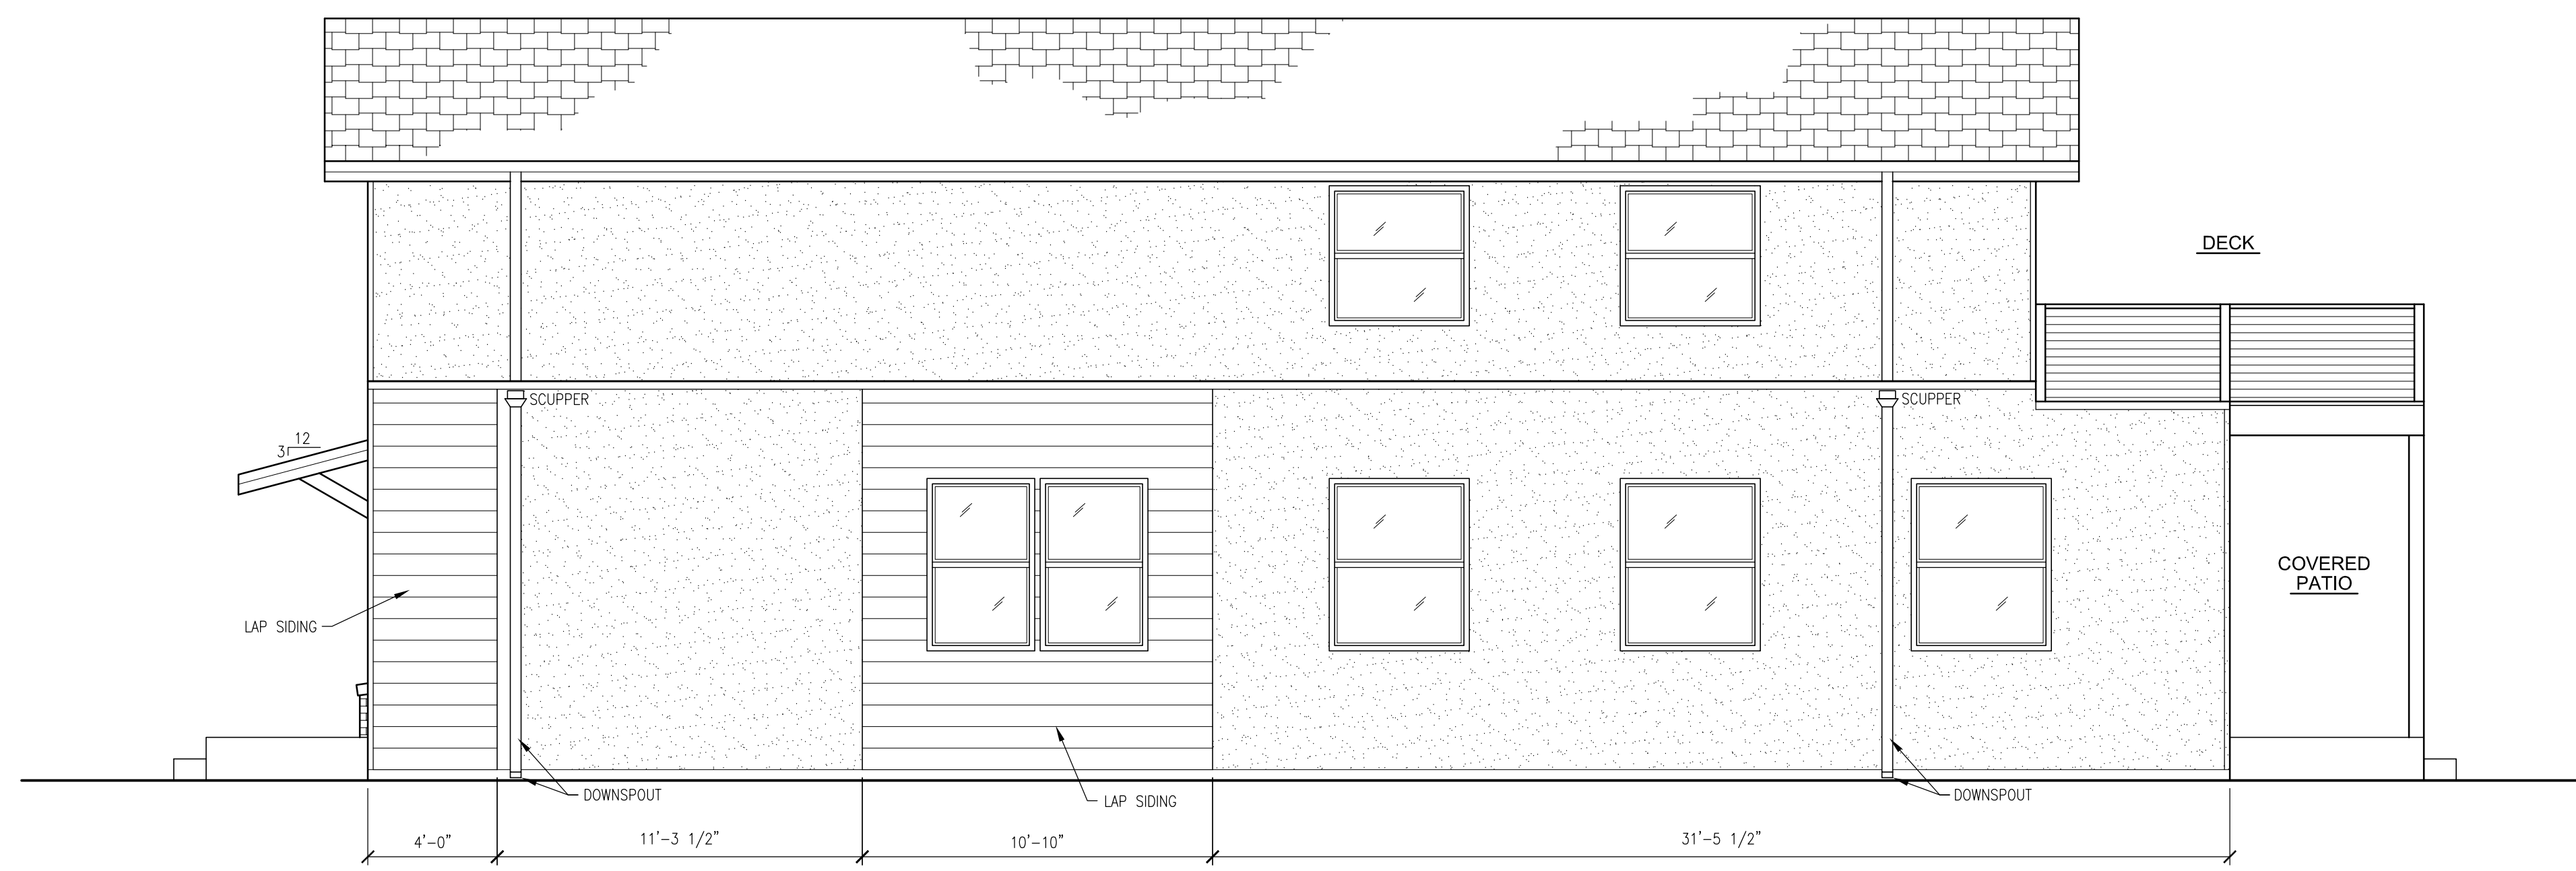 DECK
SCUPPER
SCUPPER
12
3
COVERED
PATIO
LAP SIDING
DOWNSPOUT
LAP SIDING
DOWNSPOUT
4'-0"
11'-3 1/2"
10'-10"
31'-5 1/2"